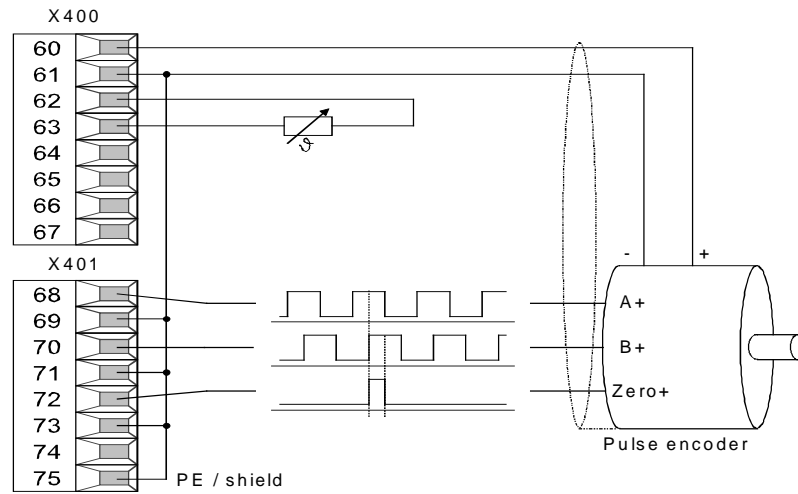 X400
60
61
62
63
64
65
66
67
ϑ
X401
68
69
70
71
72
73
74
75
- +
A+
B+
Zero+
Pulse encoder
PE / shield